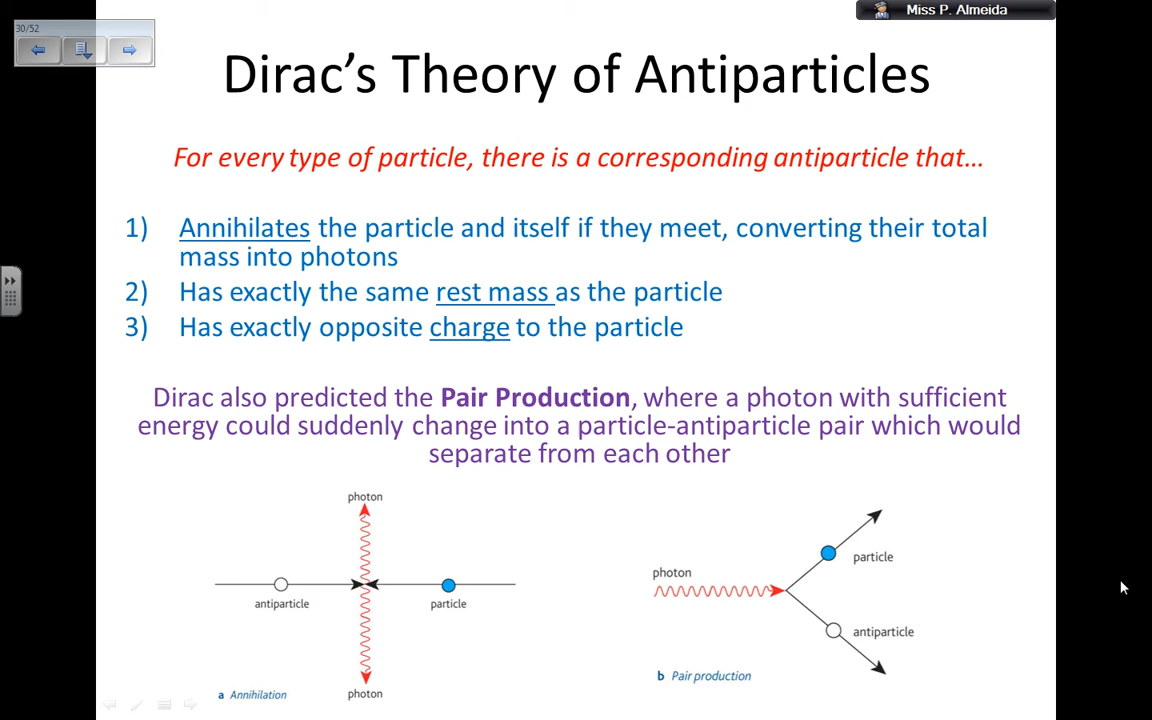 30/52
Miss P. Almeida
Dirac's Theory of Antiparticles
For every type of particle, there is a corresponding antiparticle that...
1) Annihilates the particle and itself if they meet, converting their total
mass into photons
2) Has exactly the same rest mass as the particle
3) Has exactly opposite charge to the particle
Dirac also predicted the Pair Production, where a photon with sufficient
energy could suddenly change into a particle-antiparticle pair which would
separate from each other
photon
antiparticle
particle
photon
a Annihilation
photon
particle
antiparticle
b Pair production